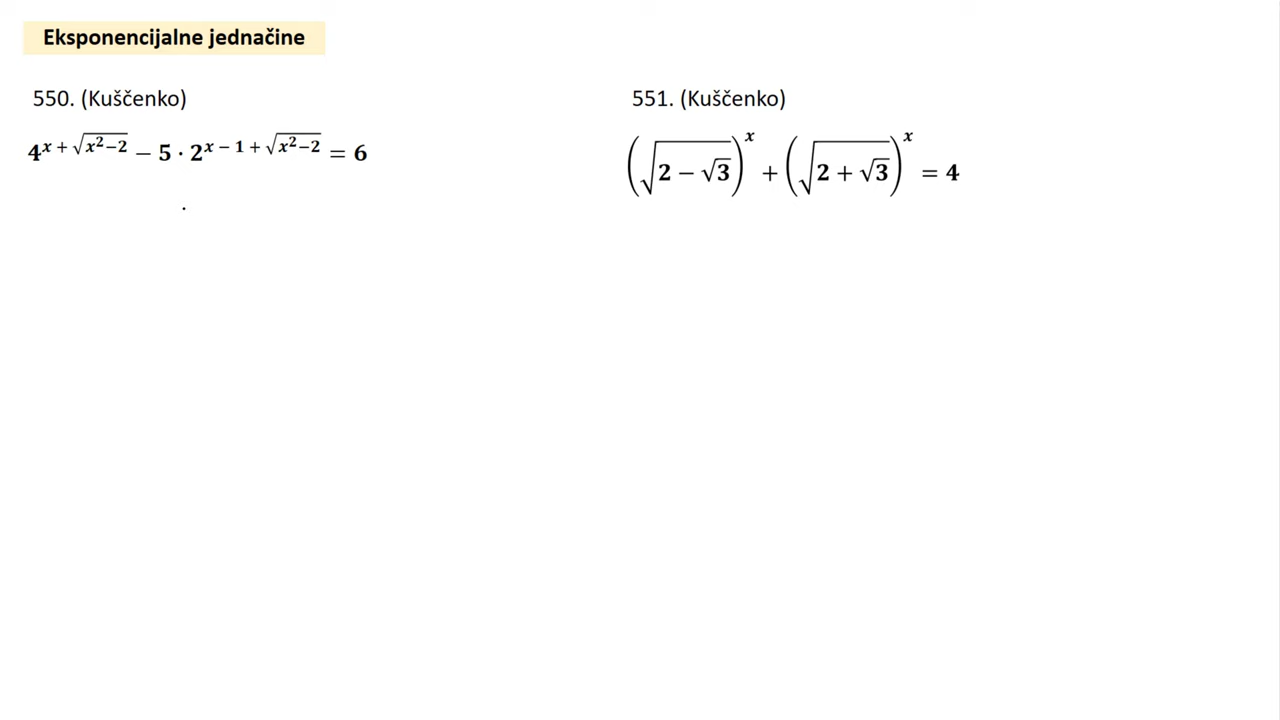 Eksponencijalne jednačine
550. (Kuščenko)
4^{x + √(x²−2)} − 5 · 2^{x − 1 + √(x²−2)} = 6
551. (Kuščenko)
(√(2 − √3))^x + (√(2 + √3))^x = 4